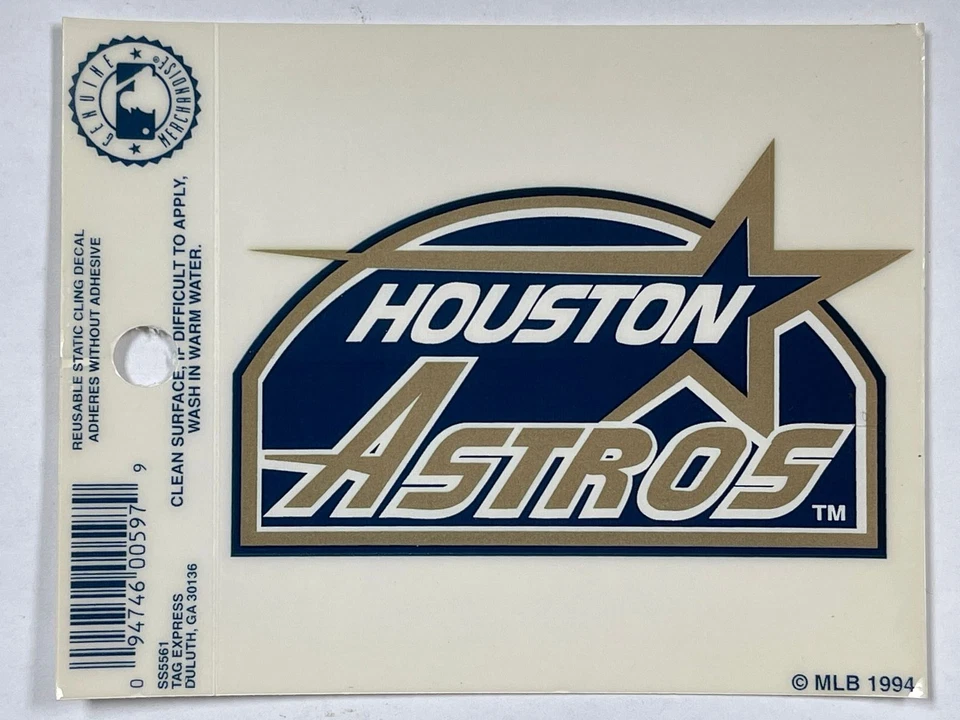 GENUINE
MERCHANDISE®
REUSABLE STATIC CLING DECAL
ADHERES WITHOUT ADHESIVE
CLEAN SURFACE, IF DIFFICULT TO APPLY,
WASH IN WARM WATER.
0 94746 00597 9
SS5561
TAG EXPRESS
DULUTH, GA 30136
HOUSTON
ASTROS
TM
© MLB 1994